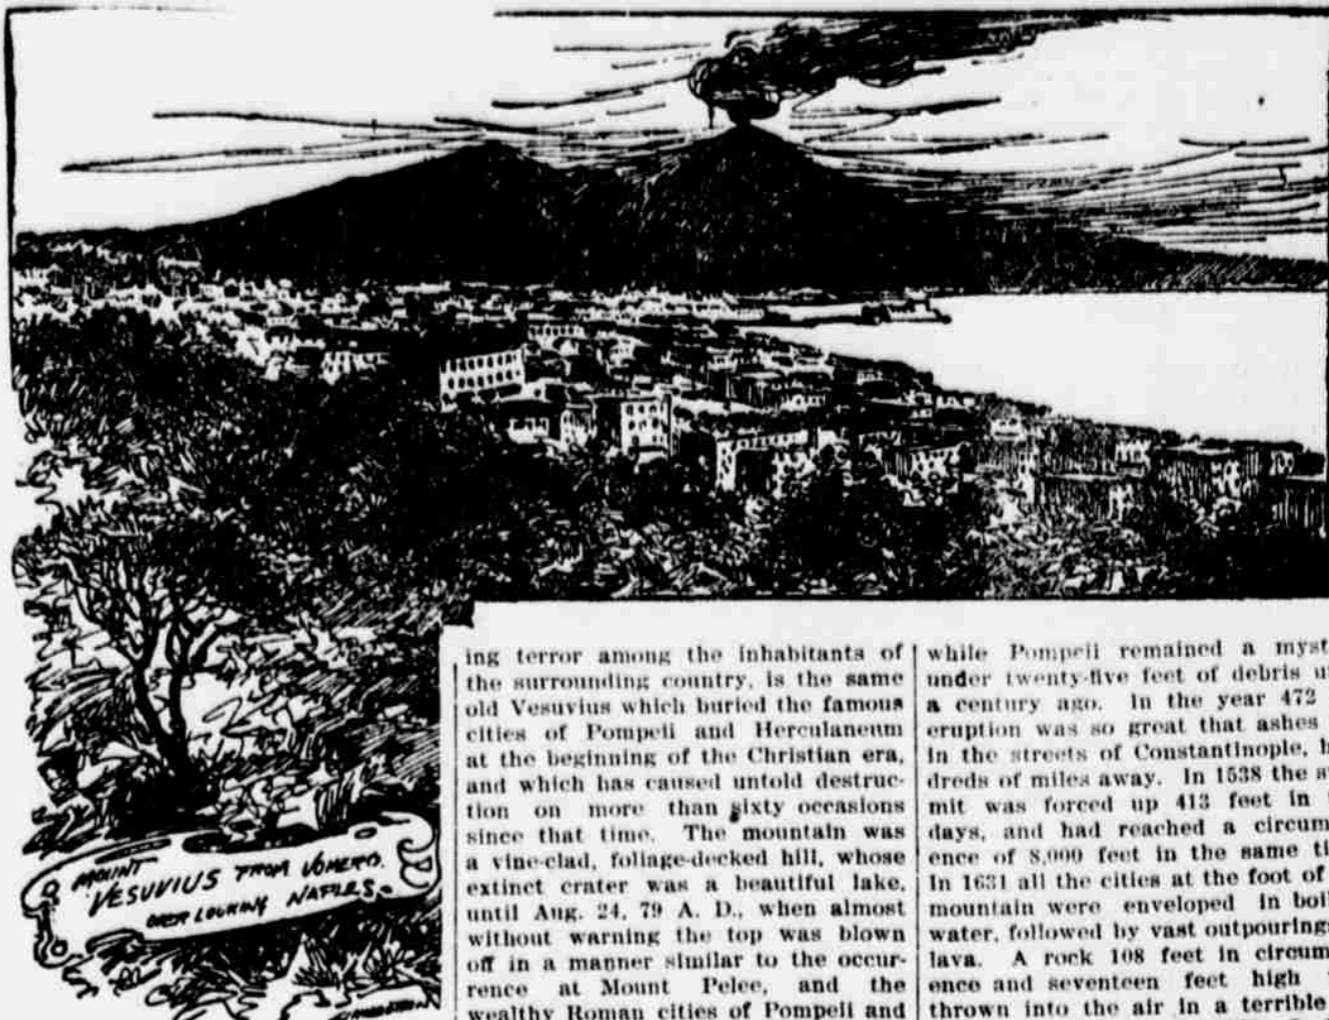 MOUNT
VESUVIUS FROM VOMERO.
OVER LOOKING NAPLES.
ing terror among the inhabitants of
the surrounding country, is the same
old Vesuvius which buried the famous
cities of Pompeii and Herculaneum
at the beginning of the Christian era,
and which has caused untold destruc-
tion on more than sixty occasions
since that time. The mountain was
a vine-clad, foliage-decked hill, whose
extinct crater was a beautiful lake,
until Aug. 24, 79 A. D., when almost
without warning the top was blown
off in a manner similar to the occur-
rence at Mount Pelee, and the
wealthy Roman cities of Pompeii and
while Pompeii remained a myst
under twenty-five feet of debris u
a century ago. In the year 472
eruption was so great that ashes
in the streets of Constantinople, h
dreds of miles away. In 1538 the s
mit was forced up 413 feet in
days, and had reached a circum
ence of 8,000 feet in the same ti
In 1631 all the cities at the foot of
mountain were enveloped in boil
water, followed by vast outpouring
lava. A rock 108 feet in circum
ence and seventeen feet high
thrown into the air in a terrible